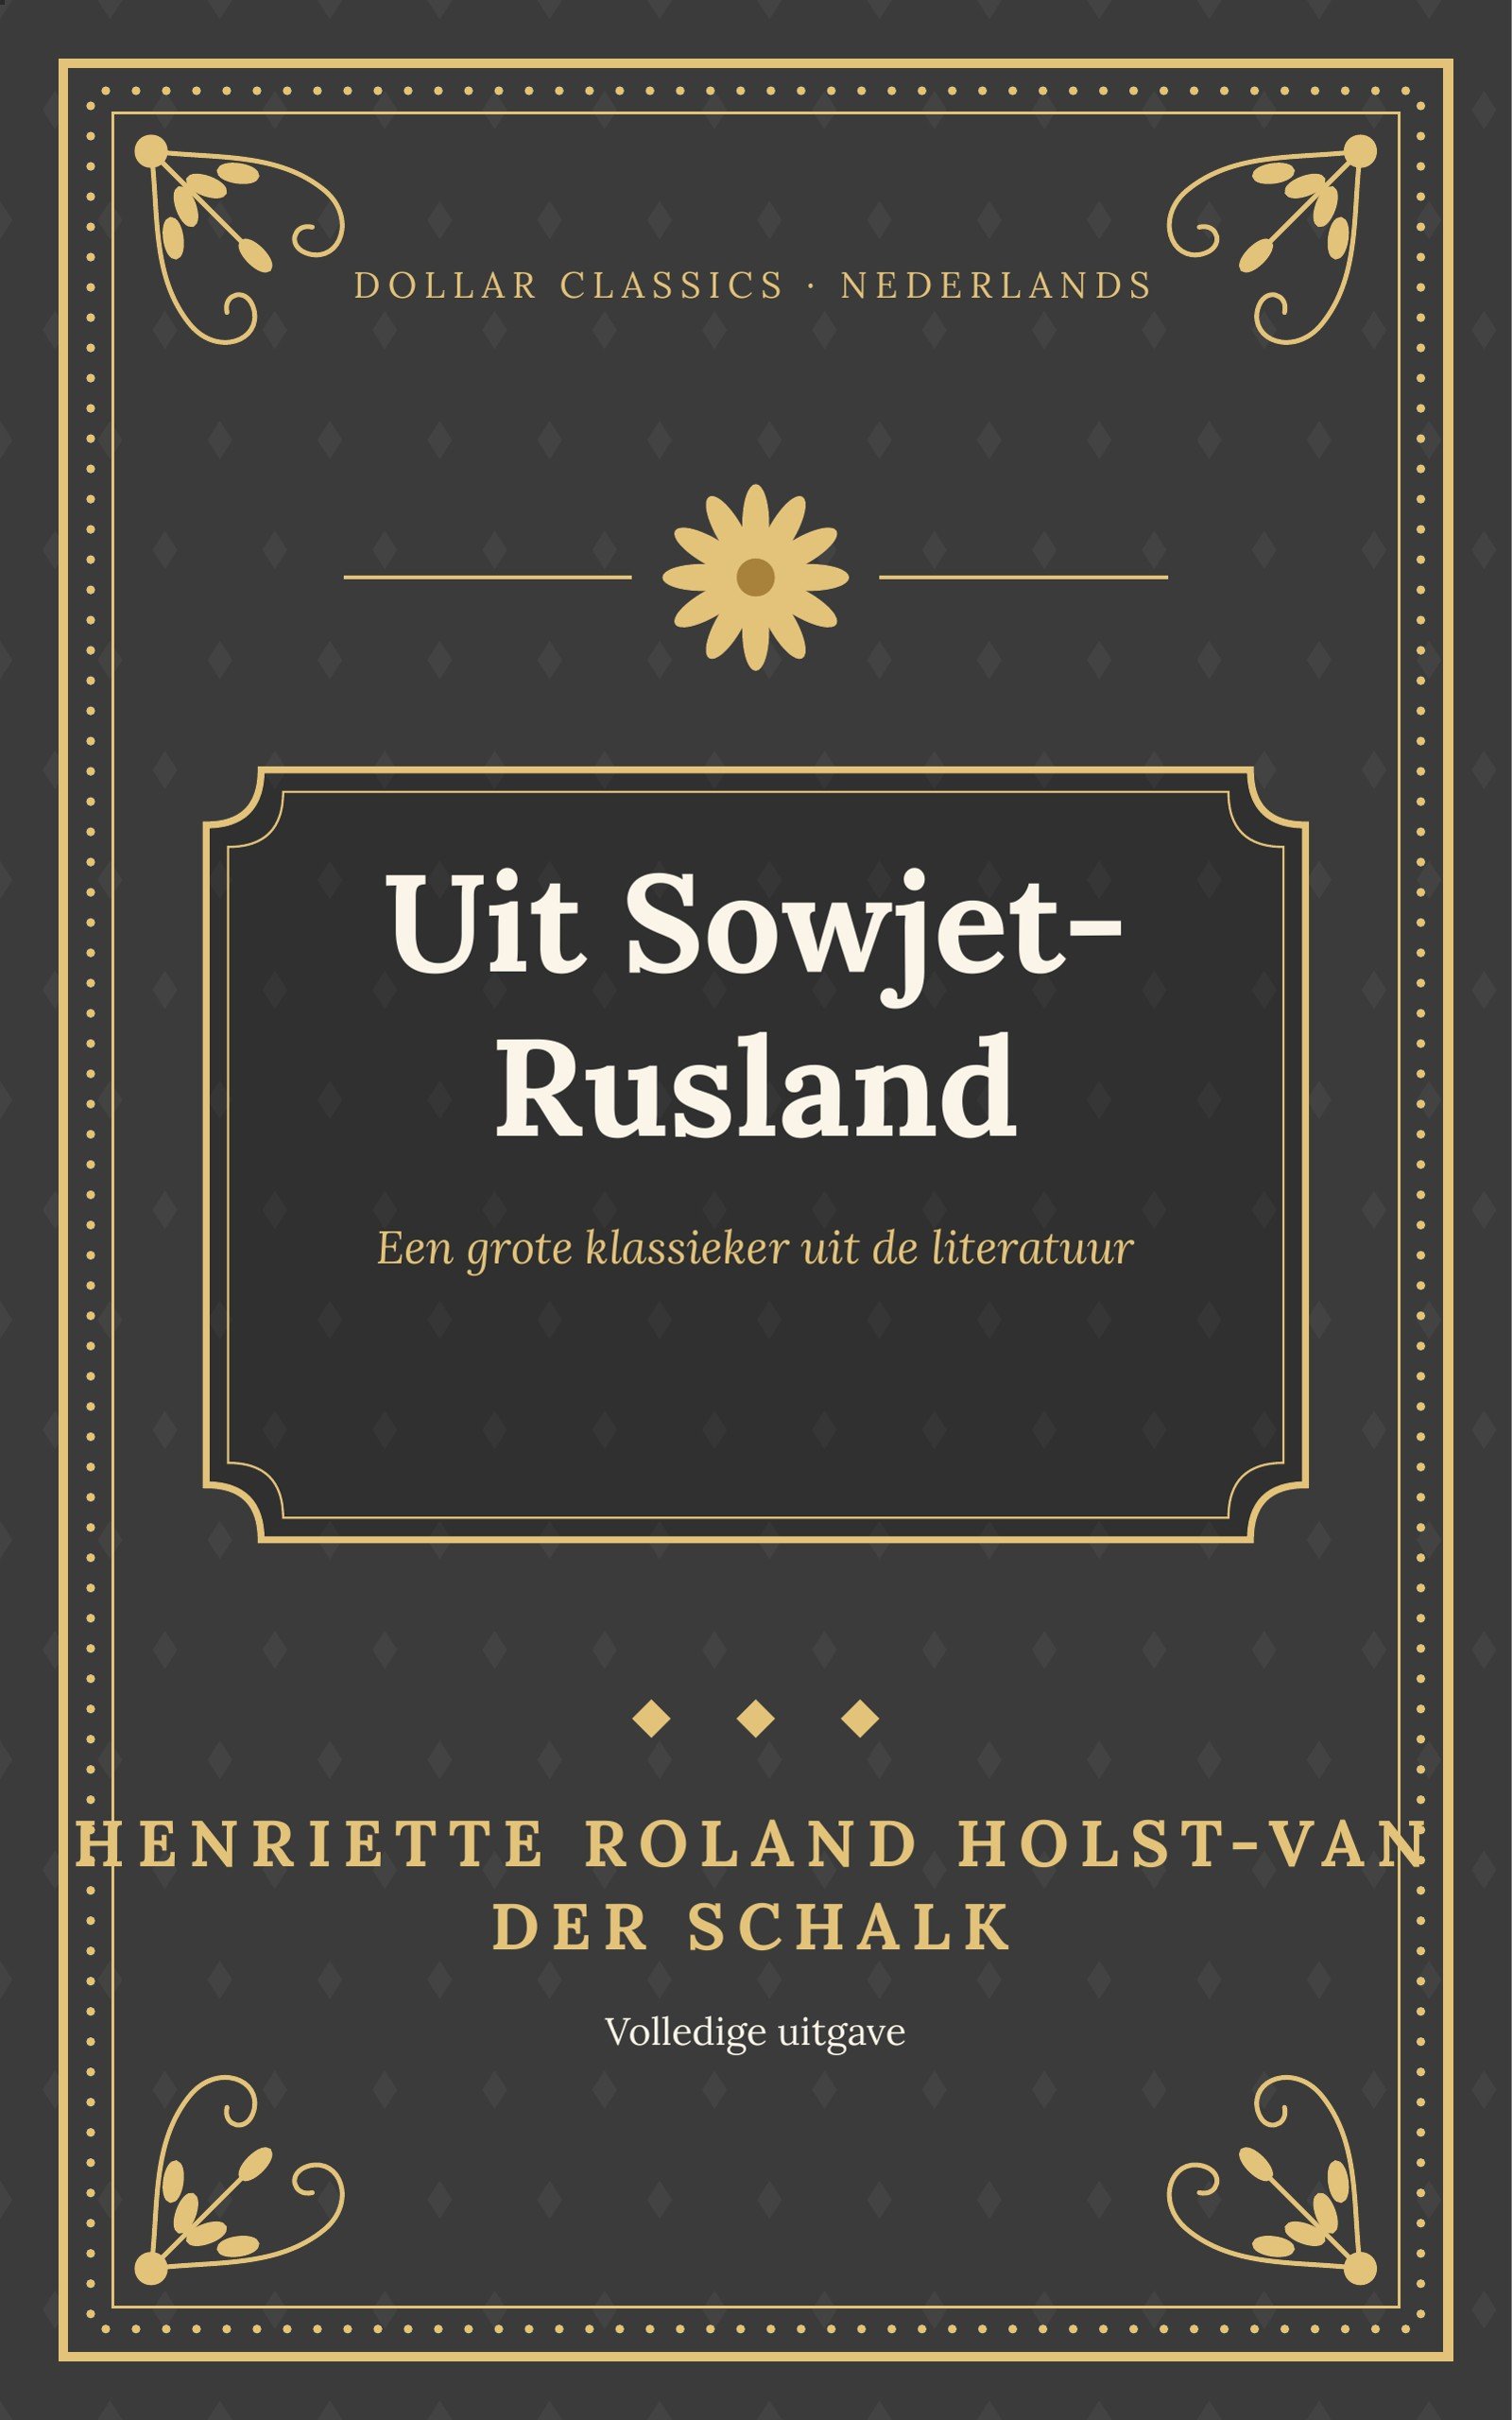 DOLLAR CLASSICS · NEDERLANDS
Uit Sowjet-
Rusland
Een grote klassieker uit de literatuur
HENRIETTE ROLAND HOLST-VAN
DER SCHALK
Volledige uitgave